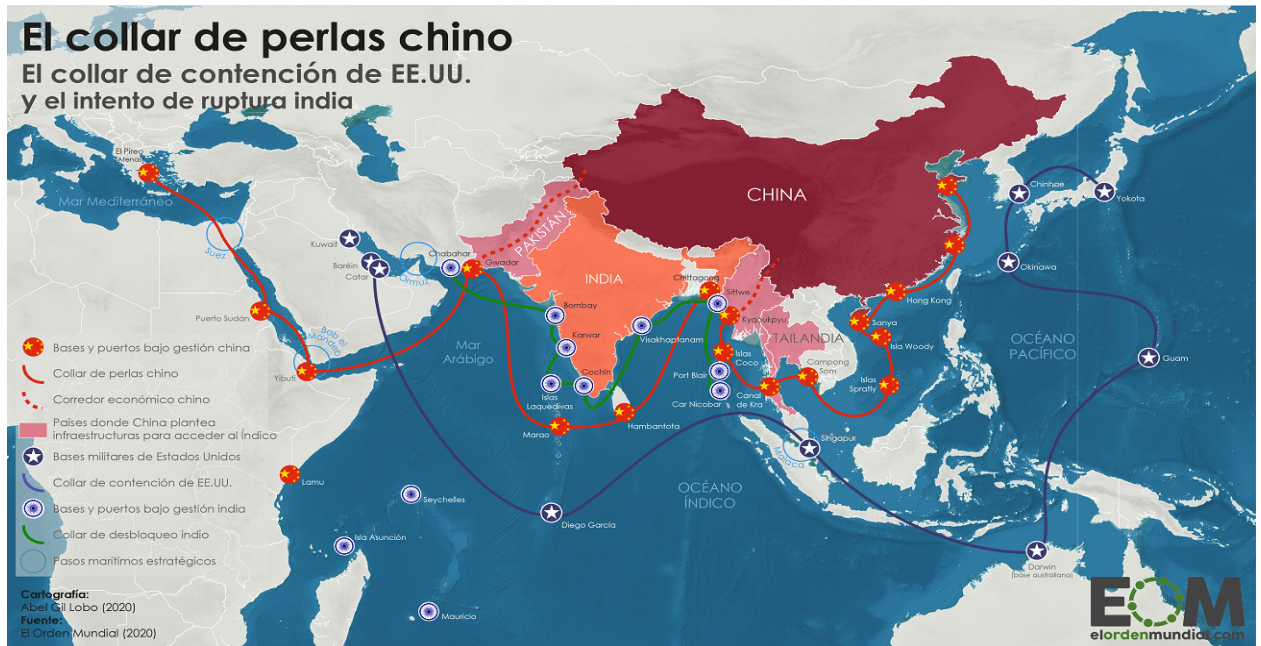 El collar de perlas chino
El collar de contención de EE.UU.
y el intento de ruptura india
El Pireo
(Atenas)
Mar Mediterráneo
Suez
Kuwait
Baréin
Catar
Ormuz
Chabahar
Gwadar
PAKISTÁN
CHINA
INDIA
Chinhae
Yokota
Okinawa
Chittagong
Sittwe
Kyaoukpyu
Hong Kong
Sanya
Isla Woody
TAILANDIA
Bombay
Karwar
Visakhaptanam
Puerto Sudán
Bab el
Mandeb
Yibuti
Mar
Arábigo
OCÉANO
PACÍFICO
Guam
Islas
Coco
Campong
Som
Islas
Spratly
Cochin
Port Blair
Car Nicobar
Canal
de Kra
Islas
Laquedivas
Marao
Hambantota
Singapur
Malaca
OCÉANO
ÍNDICO
Lamu
Seychelles
Diego García
Isla Asunción
Mauricio
Darwin
(base australiana)
Bases y puertos bajo gestión china
Collar de perlas chino
Corredor económico chino
Países donde China plantea
infraestructuras para acceder al Índico
Bases militares de Estados Unidos
Collar de contención de EE.UU.
Bases y puertos bajo gestión india
Collar de desbloqueo indio
Pasos marítimos estratégicos
Cartografía:
Abel Gil Lobo (2020)
Fuente:
El Orden Mundial (2020)
EOM
elordenmundial.com